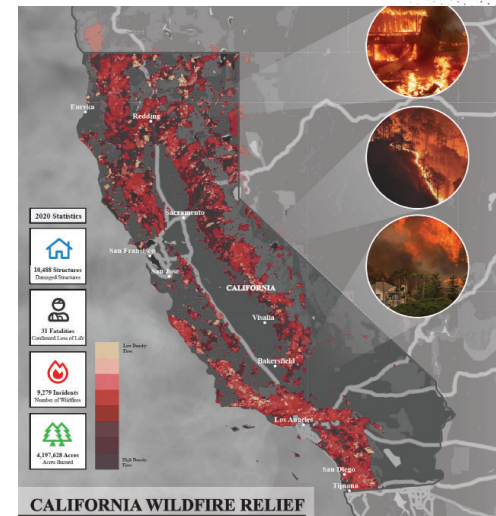 Eureka
Redding
Sacramento
San Francisco
San Jose
CALIFORNIA
Visalia
Bakersfield
Los Angeles
San Diego
Tijuana
2020 Statistics
10,488 Structures
Damaged Structures
31 Fatalities
Confirmed Loss of Life
9,279 Incidents
Number of Wildfires
4,197,628 Acres
Acres Burned
Low Density
Fires
High Density
Fires
CALIFORNIA WILDFIRE RELIEF